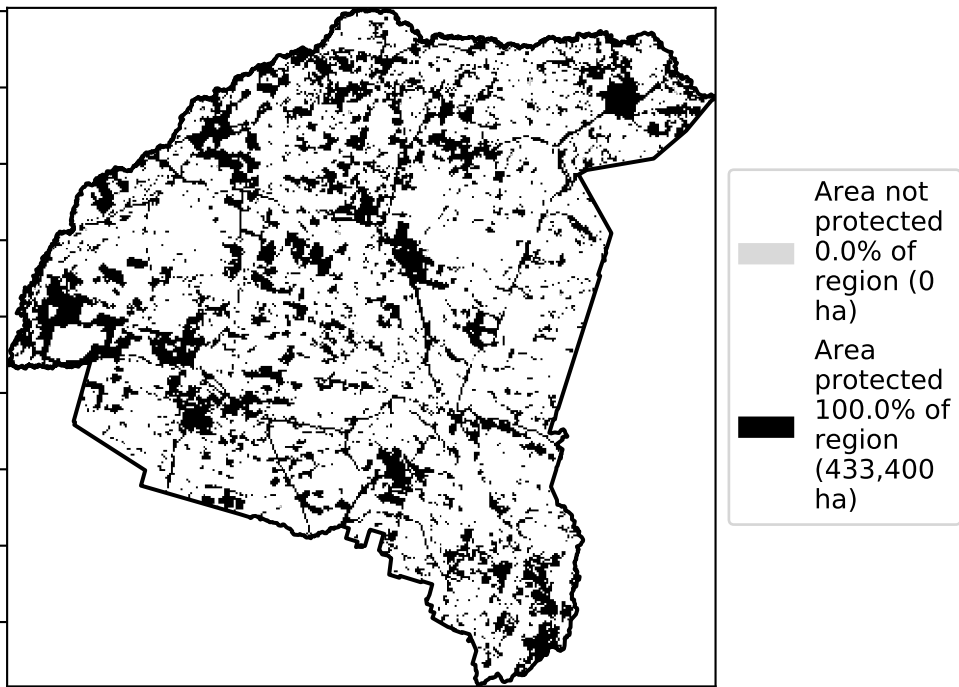 Area not
protected
0.0% of
region (0
ha)
Area
protected
100.0% of
region
(433,400
ha)